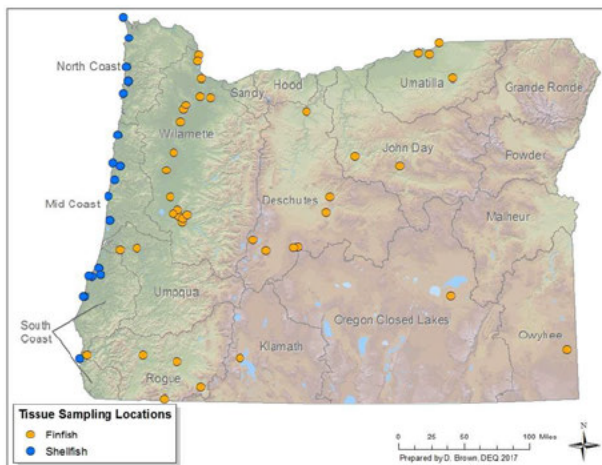 North Coast
Hood
Umatilla
Sandy
Grande Ronde
Willamette
John Day
Powder
Deschutes
Mid Coast
Malheur
Umpqua
South
Coast
Oregon Closed Lakes
Klamath
Owyhee
Rogue
Tissue Sampling Locations
Finfish
Shellfish
N
0 25 50 100 Miles
Prepared by D. Brown, DEQ 2017